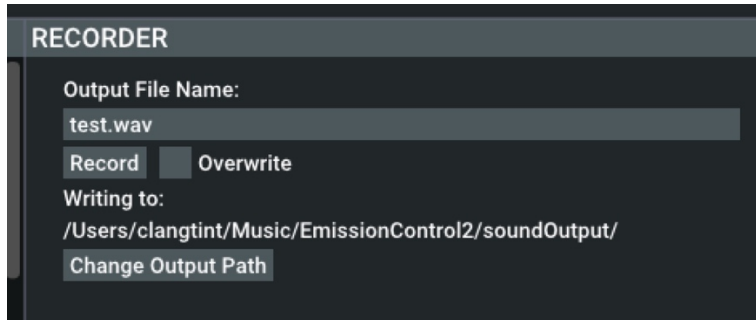 RECORDER
Output File Name:
test.wav
Record Overwrite
Writing to:
/Users/clangtint/Music/EmissionControl2/soundOutput/
Change Output Path